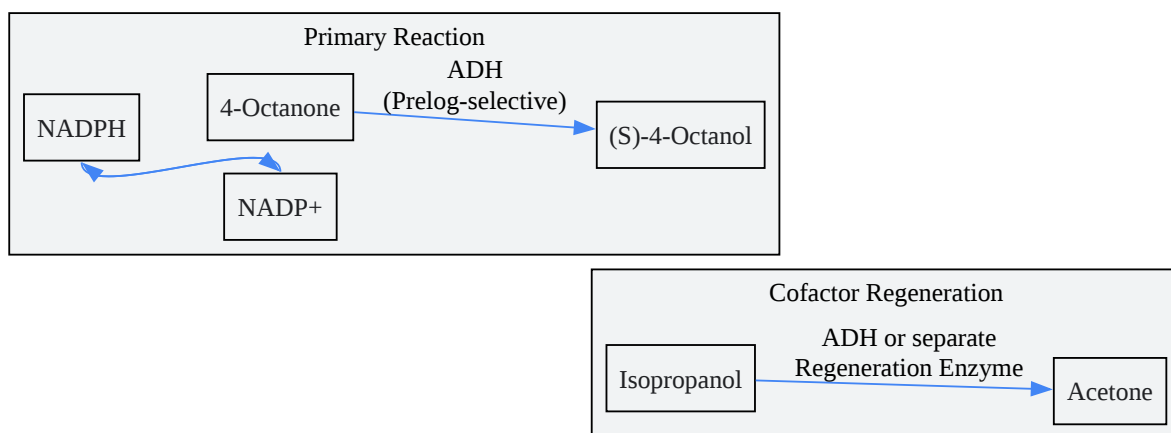 Primary Reaction
ADH
(Prelog-selective)
NADPH
4-Octanone
(S)-4-Octanol
NADP+
Cofactor Regeneration
ADH or separate
Regeneration Enzyme
Isopropanol
Acetone